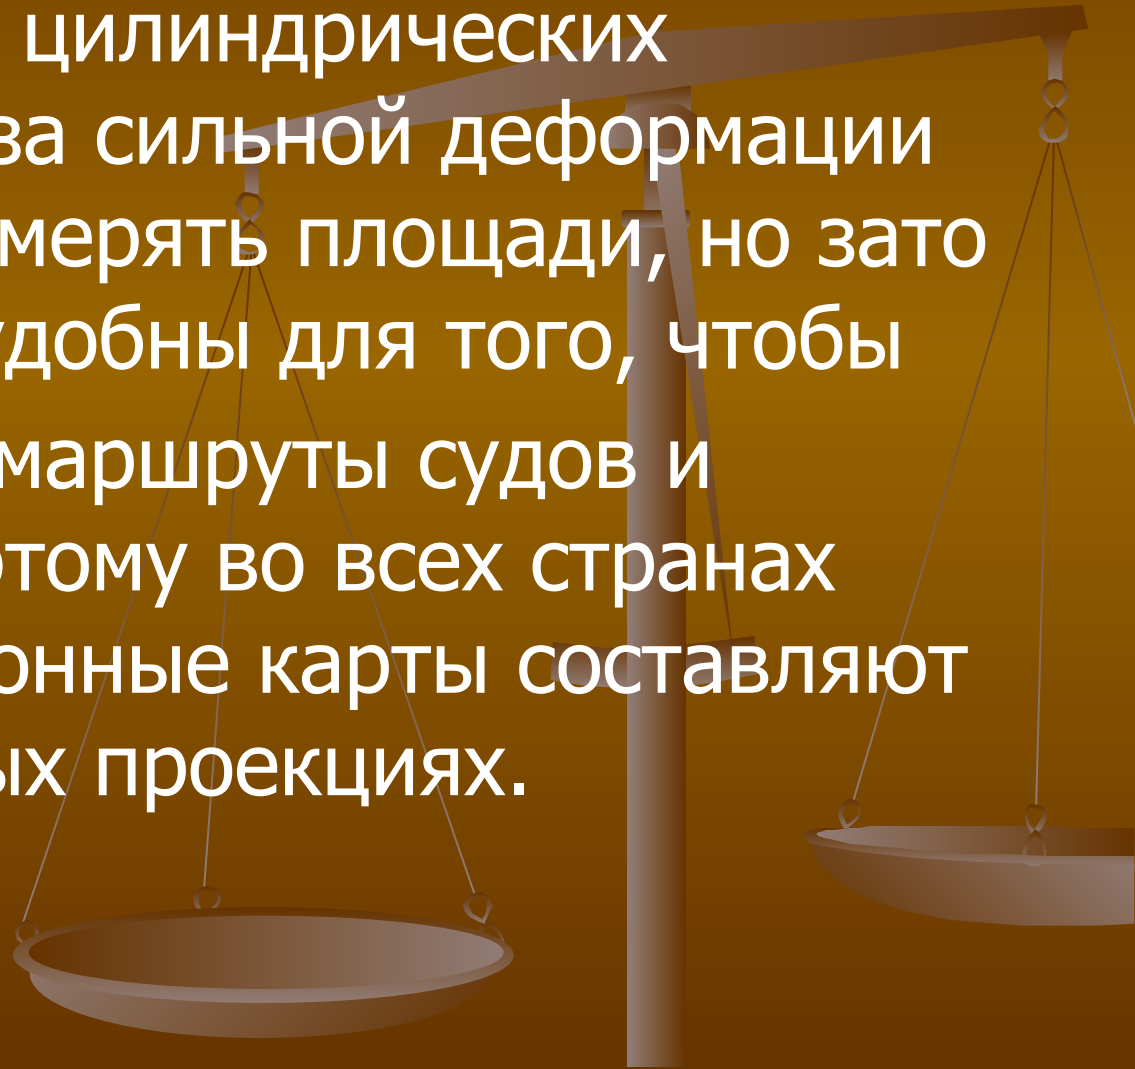 цилиндрических
за сильной деформации
мерять площади, но зато
удобны для того, чтобы
маршруты судов и
этому во всех странах
онные карты составляют
ых проекциях.